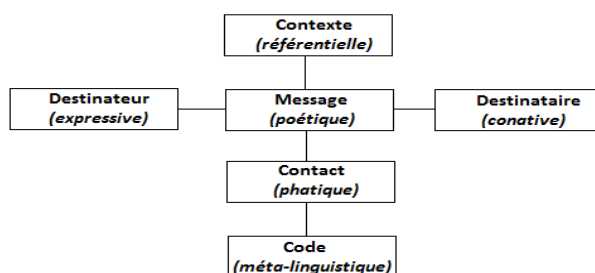 Contexte
(référentielle)
Destinateur
(expressive)
Message
(poétique)
Destinataire
(conative)
Contact
(phatique)
Code
(méta-linguistique)